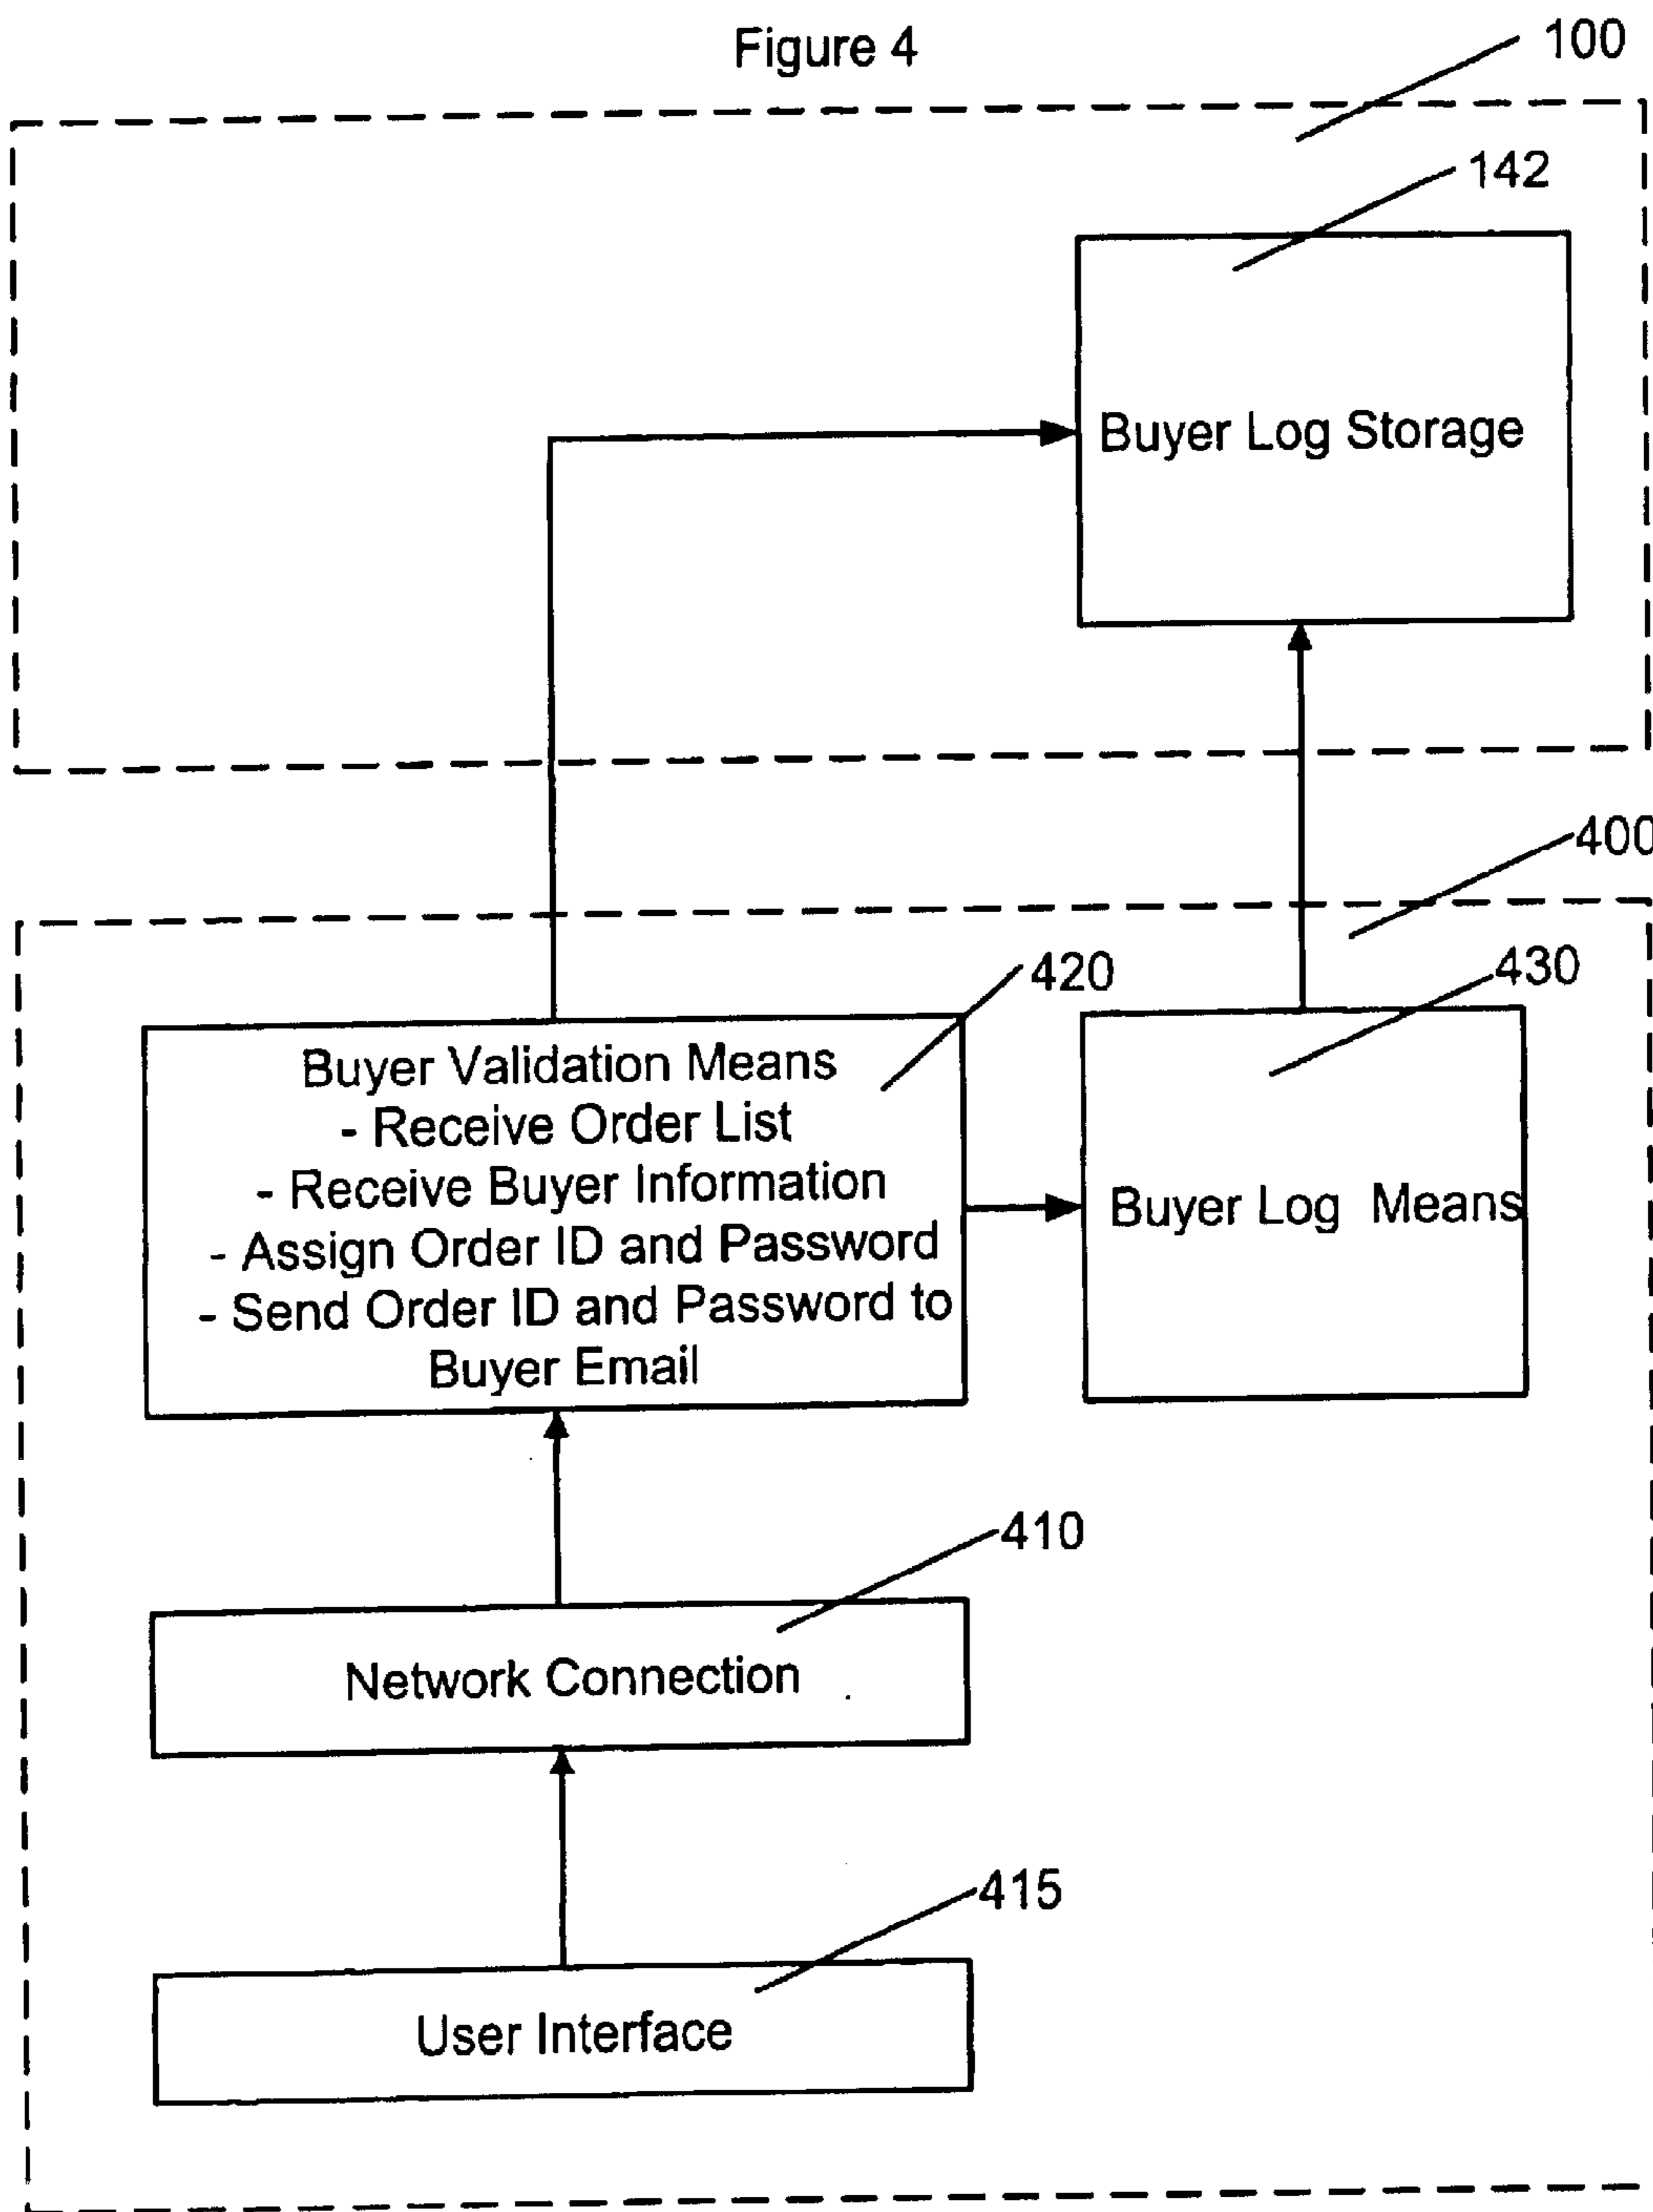 Figure 4
100
142
Buyer Log Storage
400
420
430
Buyer Validation Means
- Receive Order List
- Receive Buyer Information
- Assign Order ID and Password
- Send Order ID and Password to
Buyer Email
Buyer Log Means
410
Network Connection
415
User Interface